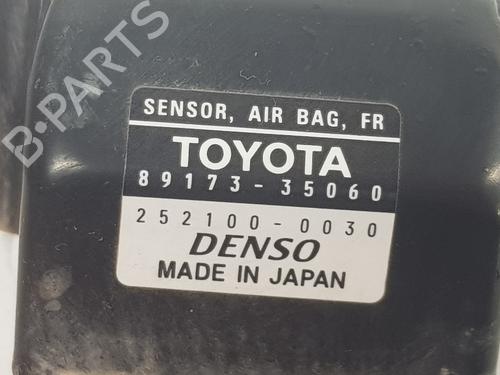 B-PARTS
SENSOR, AIR BAG, FR
TOYOTA
89173-35060
252100-0030
DENSO
MADE IN JAPAN